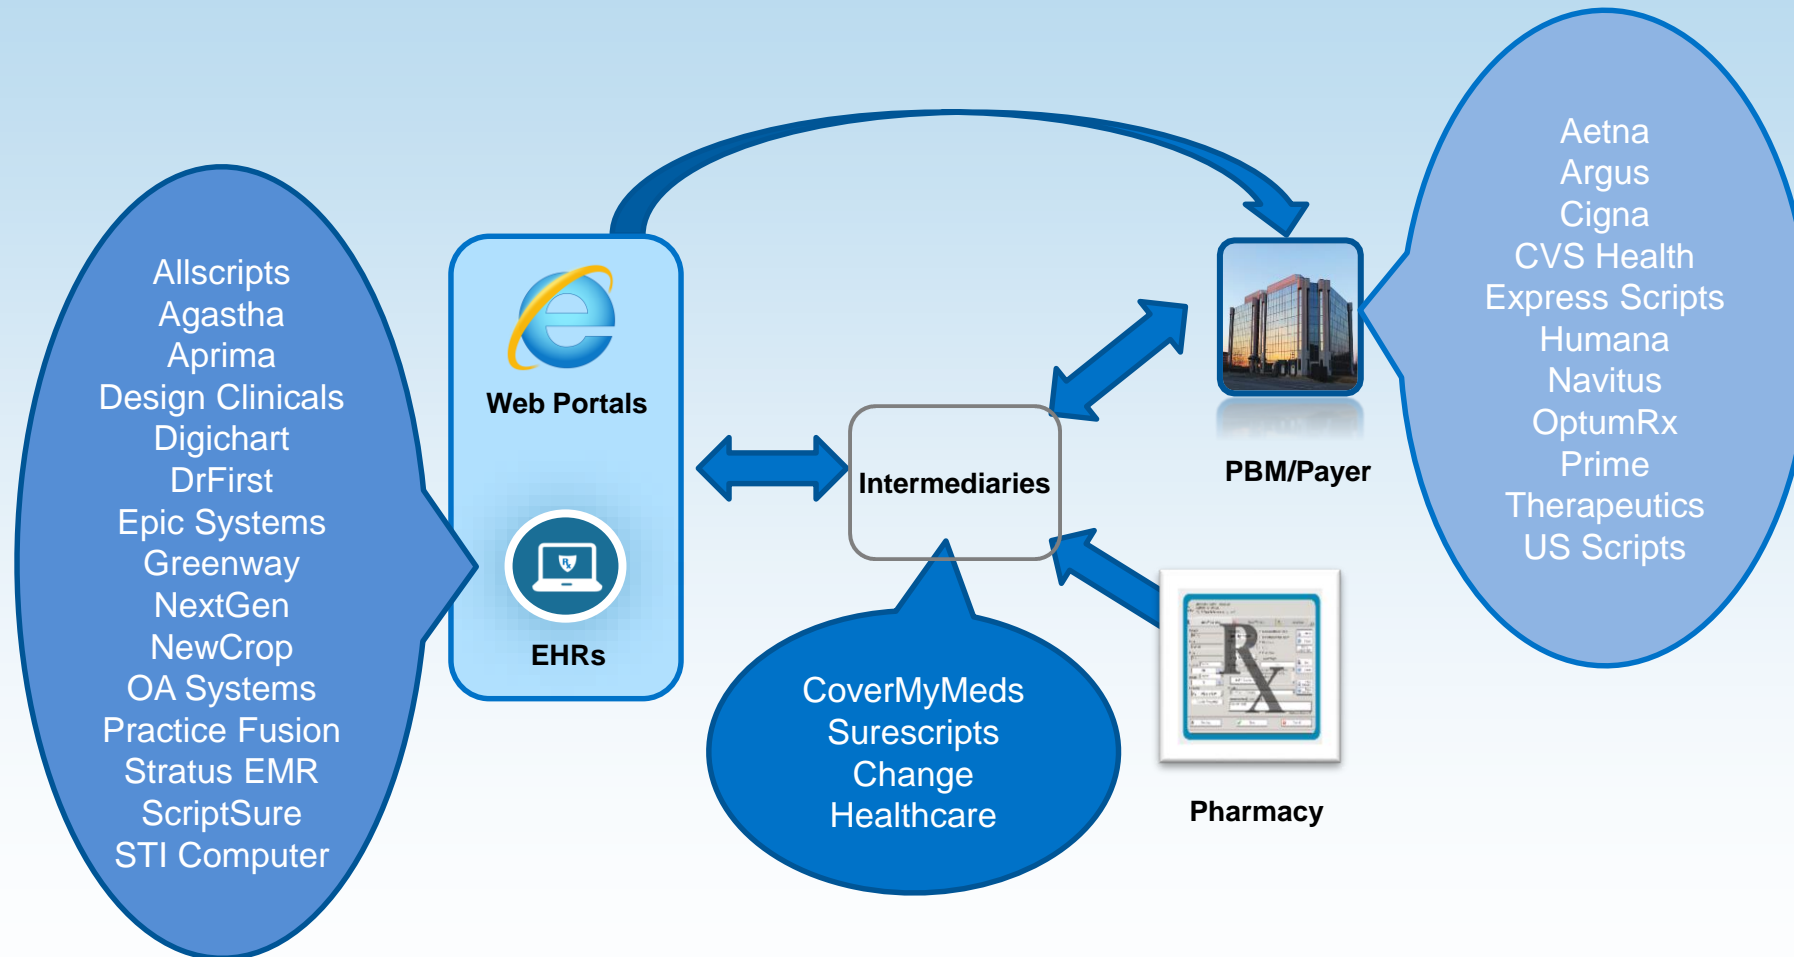 Allscripts
Agastha
Aprima
Design Clinicals
Digichart
DrFirst
Epic Systems
Greenway
NextGen
NewCrop
OA Systems
Practice Fusion
Stratus EMR
ScriptSure
STI Computer
Web Portals
Rx
EHRs
Intermediaries
CoverMyMeds
Surescripts
Change
Healthcare
PBM/Payer
RX
Pharmacy
Aetna
Argus
Cigna
CVS Health
Express Scripts
Humana
Navitus
OptumRx
Prime
Therapeutics
US Scripts